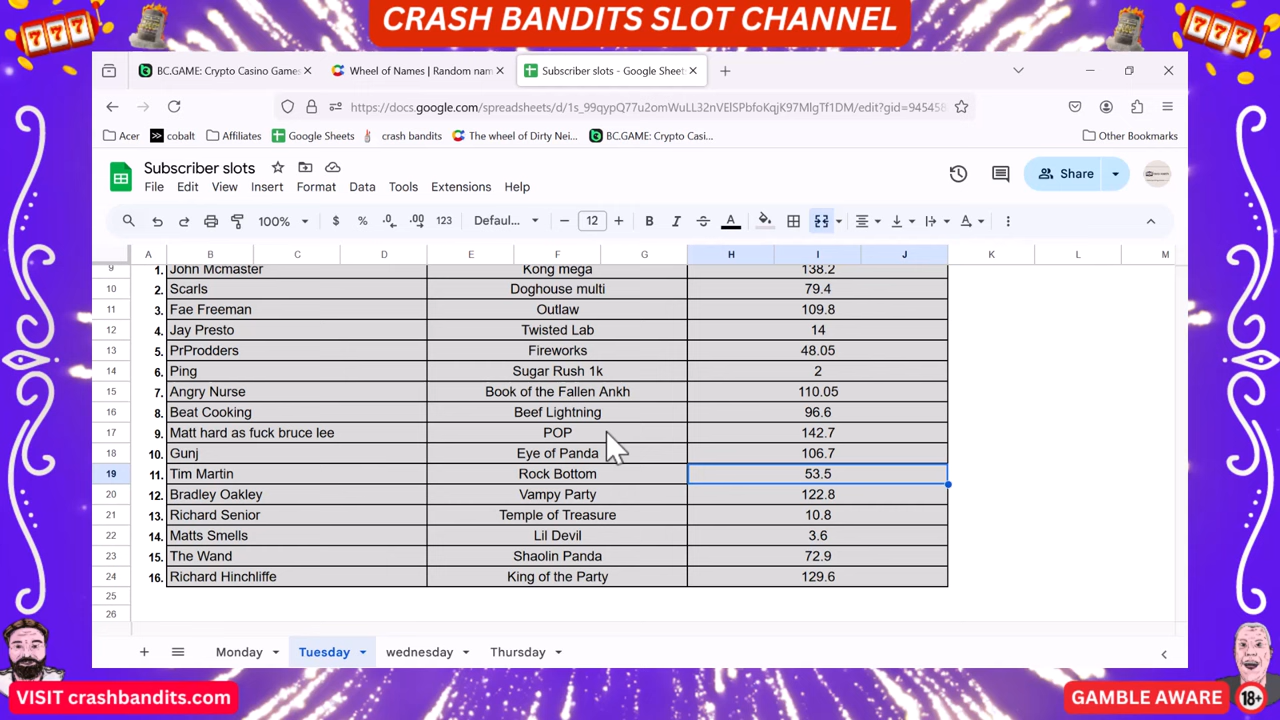 CRASH BANDITS SLOT CHANNEL
777
777
BC.GAME: Crypto Casino Game
Wheel of Names | Random nam
Subscriber slots - Google Sheet
https://docs.google.com/spreadsheets/d/
Acer
cobalt
Affiliates
Google Sheets
crash bandits
The wheel of Dirty Nei...
BC.GAME: Crypto Casi...
Other Bookmarks
Subscriber slots
File Edit View Insert Format Data Tools Extensions Help
Share
100% $ % .0 .00 123 Defaul... 12 B I A
A B C D E F G H I J K L M
9 1. John Mcmaster Kong mega 138.2
10 2. Scarls Doghouse multi 79.4
11 3. Fae Freeman Outlaw 109.8
12 4. Jay Presto Twisted Lab 14
13 5. PrProdders Fireworks 48.05
14 6. Ping Sugar Rush 1k 2
15 7. Angry Nurse Book of the Fallen Ankh 110.05
16 8. Beat Cooking Beef Lightning 96.6
17 9. Matt hard as fuck bruce lee POP 142.7
18 10. Gunj Eye of Panda 106.7
19 11. Tim Martin Rock Bottom 53.5
20 12. Bradley Oakley Vampy Party 122.8
21 13. Richard Senior Temple of Treasure 10.8
22 14. Matts Smells Lil Devil 3.6
23 15. The Wand Shaolin Panda 72.9
24 16. Richard Hinchliffe King of the Party 129.6
25
26
Monday Tuesday wednesday Thursday
VISIT crashbandits.com
GAMBLE AWARE 18+